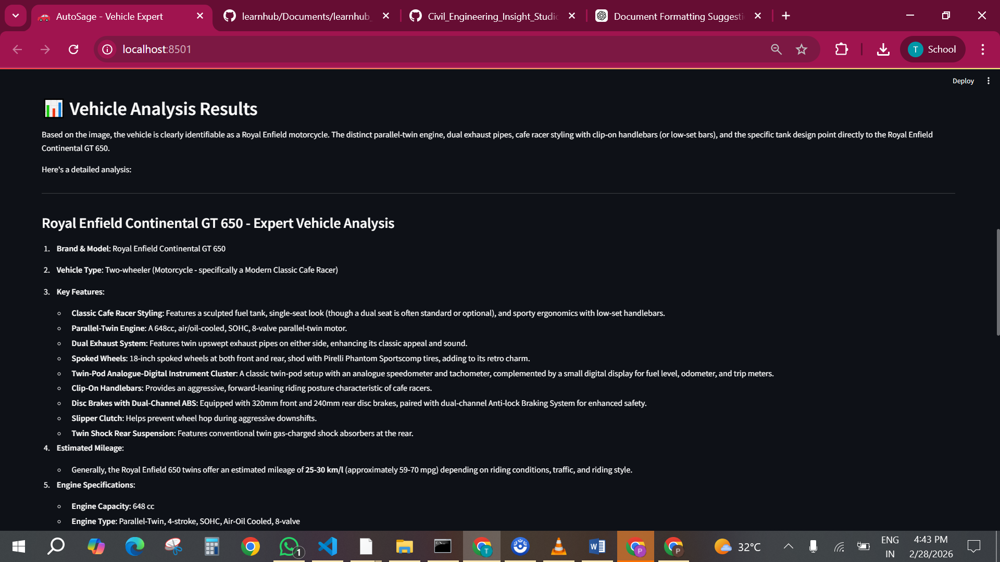 AutoSage - Vehicle Expert
learnhub/Documents/learnhub_
Civil_Engineering_Insight_Studio
Document Formatting Suggesti
localhost:8501
T School
Deploy
Vehicle Analysis Results
Based on the image, the vehicle is clearly identifiable as a Royal Enfield motorcycle. The distinct parallel-twin engine, dual exhaust pipes, cafe racer styling with clip-on handlebars (or low-set bars), and the specific tank design point directly to the Royal Enfield
Continental GT 650.
Here's a detailed analysis:
Royal Enfield Continental GT 650 - Expert Vehicle Analysis
1. Brand & Model: Royal Enfield Continental GT 650
2. Vehicle Type: Two-wheeler (Motorcycle - specifically a Modern Classic Cafe Racer)
3. Key Features:
Classic Cafe Racer Styling: Features a sculpted fuel tank, single-seat look (though a dual seat is often standard or optional), and sporty ergonomics with low-set handlebars.
Parallel-Twin Engine: A 648cc, air/oil-cooled, SOHC, 8-valve parallel-twin motor.
Dual Exhaust System: Features twin upswept exhaust pipes on either side, enhancing its classic appeal and sound.
Spoked Wheels: 18-inch spoked wheels at both front and rear, shod with Pirelli Phantom Sportscomp tires, adding to its retro charm.
Twin-Pod Analogue-Digital Instrument Cluster: A classic twin-pod setup with an analogue speedometer and tachometer, complemented by a small digital display for fuel level, odometer, and trip meters.
Clip-On Handlebars: Provides an aggressive, forward-leaning riding posture characteristic of cafe racers.
Disc Brakes with Dual-Channel ABS: Equipped with 320mm front and 240mm rear disc brakes, paired with dual-channel Anti-lock Braking System for enhanced safety.
Slipper Clutch: Helps prevent wheel hop during aggressive downshifts.
Twin Shock Rear Suspension: Features conventional twin gas-charged shock absorbers at the rear.
4. Estimated Mileage:
Generally, the Royal Enfield 650 twins offer an estimated mileage of 25-30 km/l (approximately 59-70 mpg) depending on riding conditions, traffic, and riding style.
5. Engine Specifications:
Engine Capacity: 648 cc
Engine Type: Parallel-Twin, 4-stroke, SOHC, Air-Oil Cooled, 8-valve
1
T
P
P
32°C
ENG
IN
4:43 PM
2/28/2026